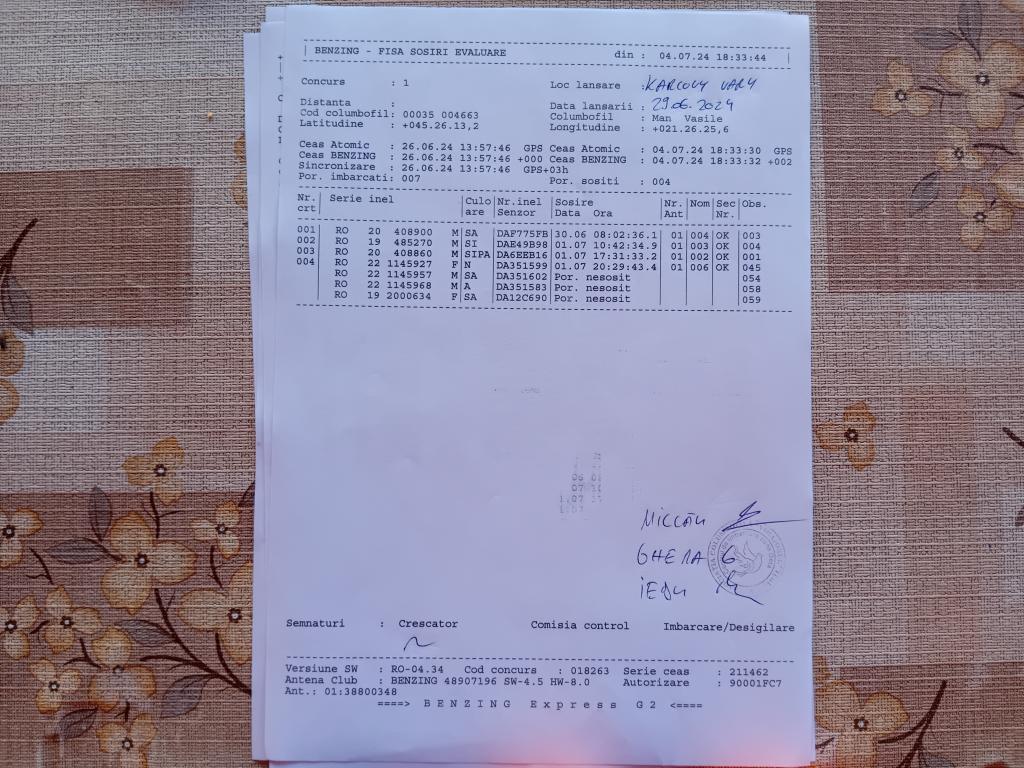 BENZING - FISA SOSIRI EVALUARE din : 04.07.24 18:33:44
Concurs : 1 Loc lansare : KARLOVY VARY
Distanta : Data lansarii : 29.06.2024
Cod columbofil: 00035 004663 Columbofil : Man Vasile
Latitudine : +045.26.13,2 Longitudine : +021.26.25,6
Ceas Atomic : 26.06.24 13:57:46 GPS Ceas Atomic : 04.07.24 18:33:30 GPS
Ceas BENZING : 26.06.24 13:57:46 +000 Ceas BENZING : 04.07.24 18:33:32 +002
Sincronizare : 26.06.24 13:57:46 GPS+03h
Por. imbarcati: 007 Por. sositi : 004
Nr. | Serie inel |Culo|Nr.inel |Sosire |Nr.|Nom|Sec|Obs.
crt| |are |Senzor |Data Ora |Ant| |Nr.|
001 RO 20 408900 M SA DAF775FB 30.06 08:02:36.1 01 004 OK 003
002 RO 19 485270 M SI DAE49B98 01.07 10:42:34.9 01 003 OK 004
003 RO 20 408860 M SIPA DA6EEB16 01.07 17:31:33.2 01 002 OK 001
004 RO 22 1145927 F N DA351599 01.07 20:29:43.4 01 006 OK 045
RO 22 1145957 M SA DA351602 Por. nesosit 054
RO 22 1145968 M A DA351583 Por. nesosit 058
RO 19 2000634 F SA DA12C690 Por. nesosit 059
GHERA
Semnaturi : Crescator Comisia control Imbarcare/Desigilare
Versiune SW : RO-04.34 Cod concurs : 018263 Serie ceas : 211462
Antena Club : BENZING 48907196 SW-4.5 HW-8.0 Autorizare : 90001FC7
Ant.: 01:38800348
====> B E N Z I N G E x p r e s s G 2 <====